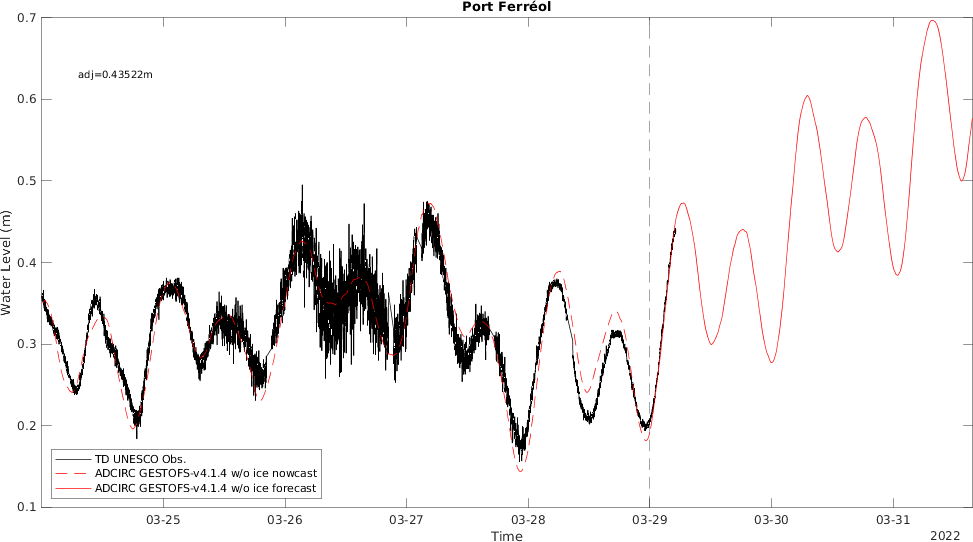 Port Ferréol
0.7
adj=0.43522m
0.6
0.5
0.4
0.3
0.2
0.1
Water Level (m)
TD UNESCO Obs.
ADCIRC GESTOFS-v4.1.4 w/o ice nowcast
ADCIRC GESTOFS-v4.1.4 w/o ice forecast
03-25 03-26 03-27 03-28 03-29 03-30 03-31
Time
2022